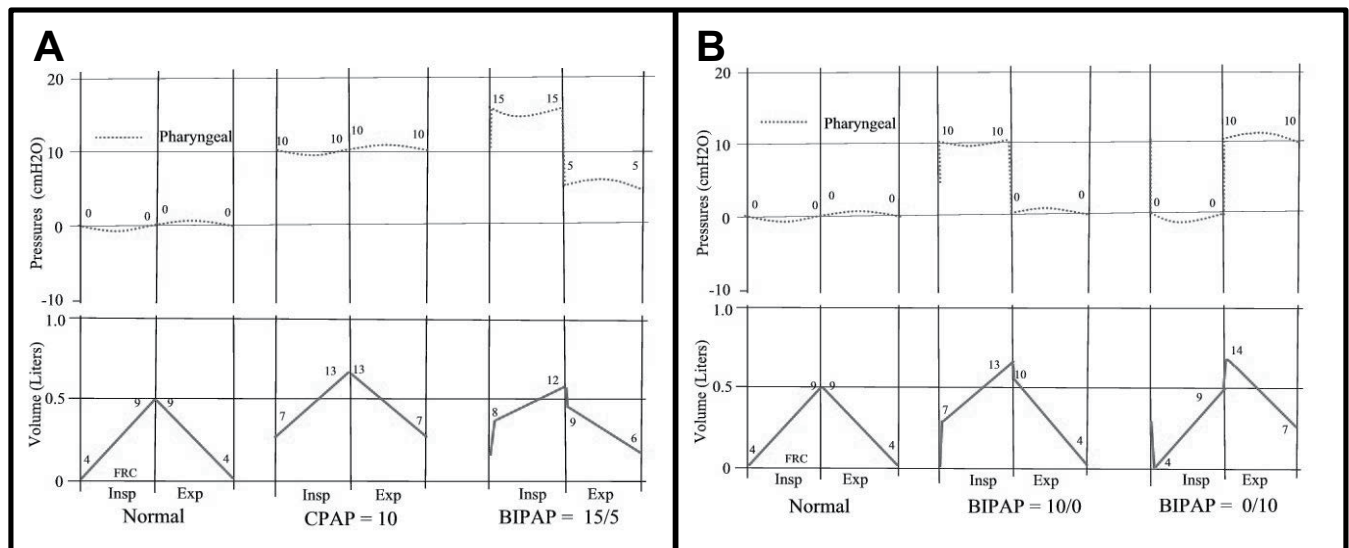 A
20
15 15
Pharyngeal
10 10 10 10
10
5 5
0 0 0 0
0
-10
Pressures (cmH2O)
1.0
13 13
12
9 9
0.5
8
9
7 7
6
4 4
FRC
0
Volume (Liters)
Insp Exp Insp Exp Insp Exp
Normal CPAP = 10 BIPAP = 15/5
B
20
Pharyngeal
10 10 10 10
10
0 0 0 0 0 0 0 0
0
-10
Pressures (cmH2O)
1.0
13 14
9 9 10 9
0.5
7 7
4 4 4 4
FRC
0
Volume (Liters)
Insp Exp Insp Exp Insp Exp
Normal BIPAP = 10/0 BIPAP = 0/10